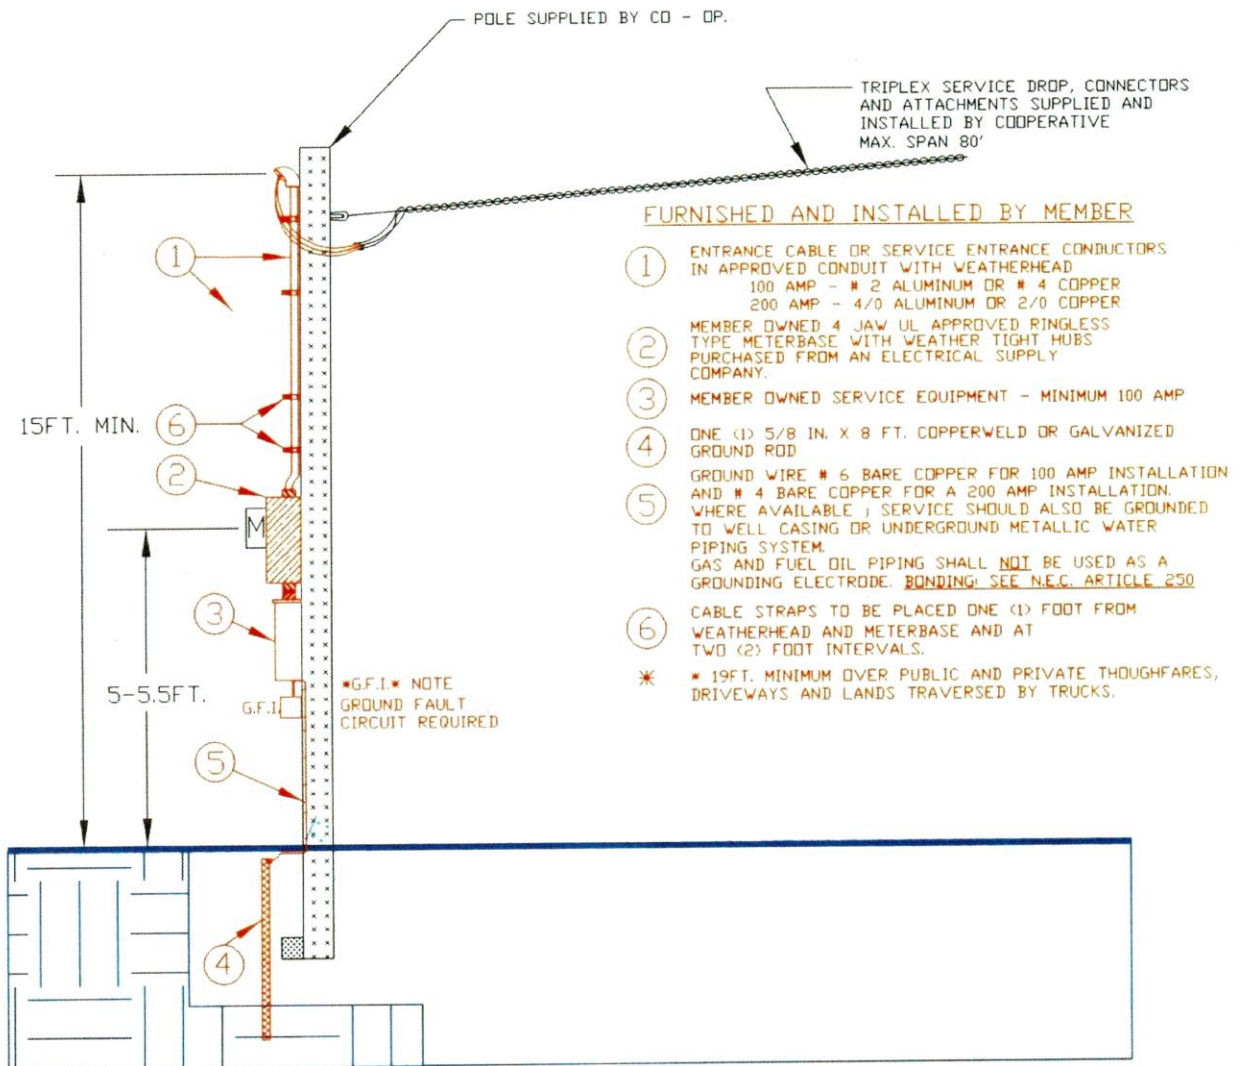 POLE SUPPLIED BY CO - OP.
TRIPLEX SERVICE DROP, CONNECTORS
AND ATTACHMENTS SUPPLIED AND
INSTALLED BY COOPERATIVE
MAX. SPAN 80'
FURNISHED AND INSTALLED BY MEMBER
1 ENTRANCE CABLE OR SERVICE ENTRANCE CONDUCTORS
IN APPROVED CONDUIT WITH WEATHERHEAD
100 AMP - # 2 ALUMINUM OR # 4 COPPER
200 AMP - 4/0 ALUMINUM OR 2/0 COPPER
2 MEMBER OWNED 4 JAW UL APPROVED RINGLESS
TYPE METERBASE WITH WEATHER TIGHT HUBS
PURCHASED FROM AN ELECTRICAL SUPPLY
COMPANY.
3 MEMBER OWNED SERVICE EQUIPMENT - MINIMUM 100 AMP
4 ONE (1) 5/8 IN. X 8 FT. COPPERWELD OR GALVANIZED
GROUND ROD
5 GROUND WIRE # 6 BARE COPPER FOR 100 AMP INSTALLATION
AND # 4 BARE COPPER FOR A 200 AMP INSTALLATION.
WHERE AVAILABLE ; SERVICE SHOULD ALSO BE GROUNDED
TO WELL CASING OR UNDERGROUND METALLIC WATER
PIPING SYSTEM.
GAS AND FUEL OIL PIPING SHALL NOT BE USED AS A
GROUNDING ELECTRODE. BONDING: SEE N.E.C. ARTICLE 250
6 CABLE STRAPS TO BE PLACED ONE (1) FOOT FROM
WEATHERHEAD AND METERBASE AND AT
TWO (2) FOOT INTERVALS.
* * 19FT. MINIMUM OVER PUBLIC AND PRIVATE THOUGHFARES,
DRIVEWAYS AND LANDS TRAVERSED BY TRUCKS.
1
15FT. MIN.
6
2
M
3
5-5.5FT.
G.F.I.
*G.F.I.* NOTE
GROUND FAULT
CIRCUIT REQUIRED
5
4